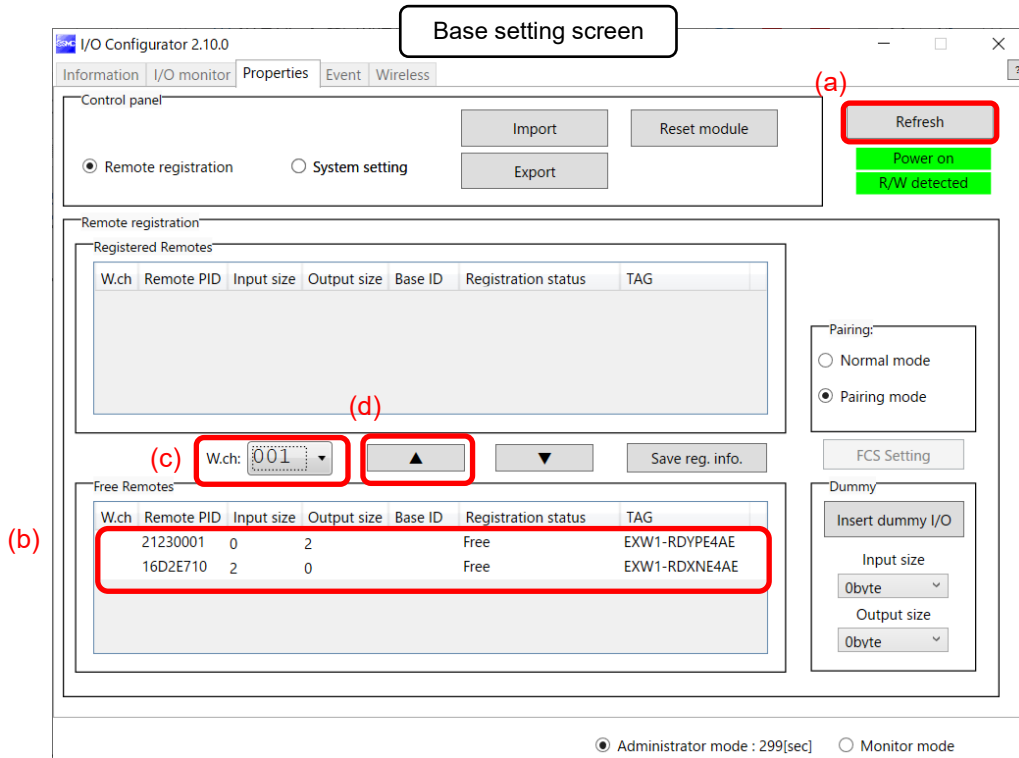 Base setting screen
SMC I/O Configurator 2.10.0
Information I/O monitor Properties Event Wireless
?
(a)
Control panel
Import Reset module Refresh
Remote registration System setting Export
Power on
R/W detected
Remote registration
Registered Remotes
W.ch Remote PID Input size Output size Base ID Registration status TAG
Pairing:
Normal mode
Pairing mode
(d)
(c) W.ch: 001 ▲ ▼ Save reg. info. FCS Setting
Free Remotes
W.ch Remote PID Input size Output size Base ID Registration status TAG
(b)
21230001 0 2 Free EXW1-RDYPE4AE
16D2E710 2 0 Free EXW1-RDXNE4AE
Dummy
Insert dummy I/O
Input size
0byte
Output size
0byte
Administrator mode : 299[sec] Monitor mode